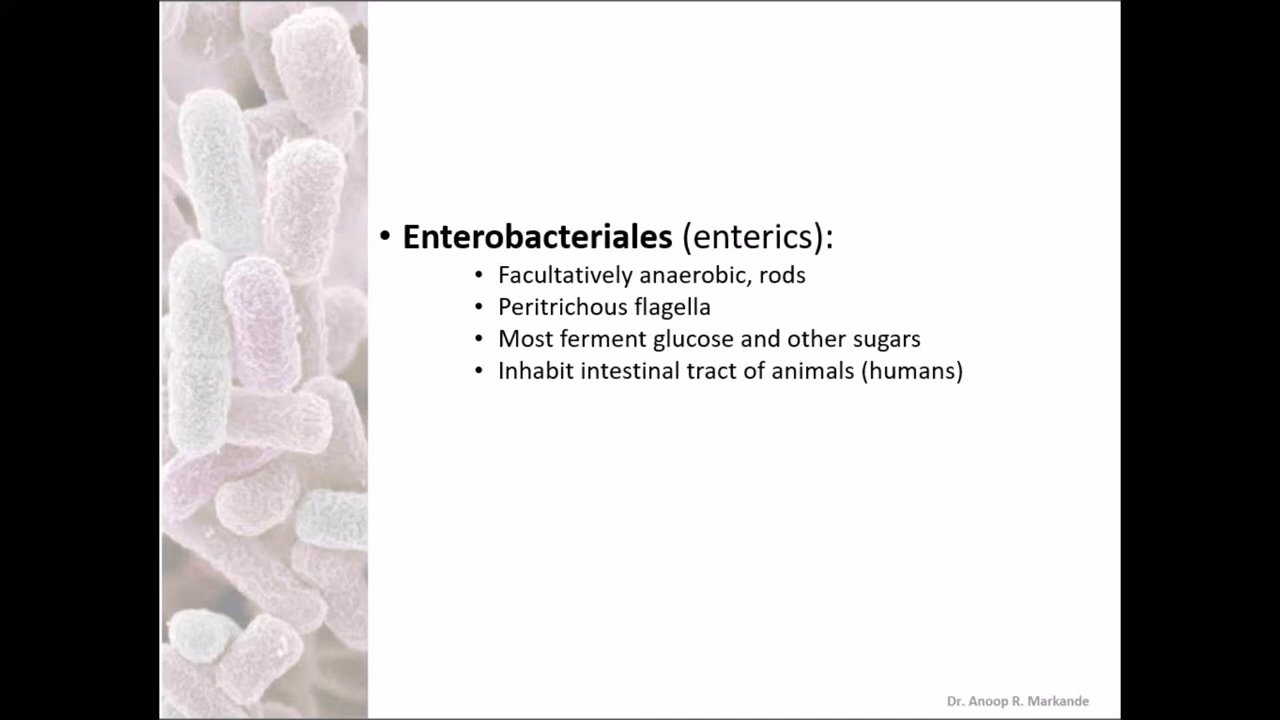 • Enterobacteriales (enterics):
• Facultatively anaerobic, rods
• Peritrichous flagella
• Most ferment glucose and other sugars
• Inhabit intestinal tract of animals (humans)
Dr. Anoop R. Markande